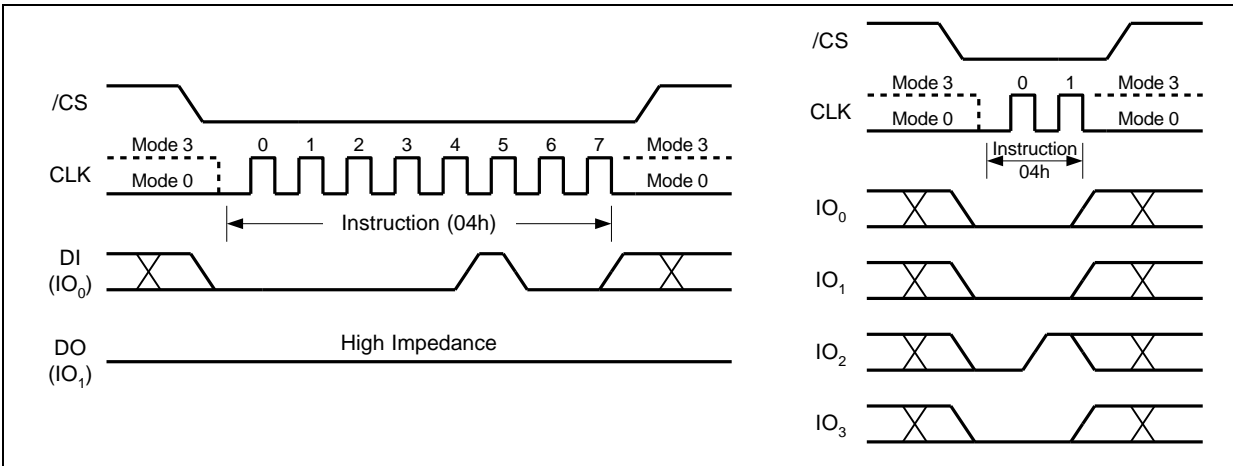 /CS
Mode 3 0 1 2 3 4 5 6 7 Mode 3
CLK
Mode 0 Mode 0
Instruction (04h)
DI
(IO0)
High Impedance
DO
(IO1)
/CS
Mode 3 0 1 Mode 3
CLK
Mode 0 Mode 0
Instruction
04h
IO0
IO1
IO2
IO3